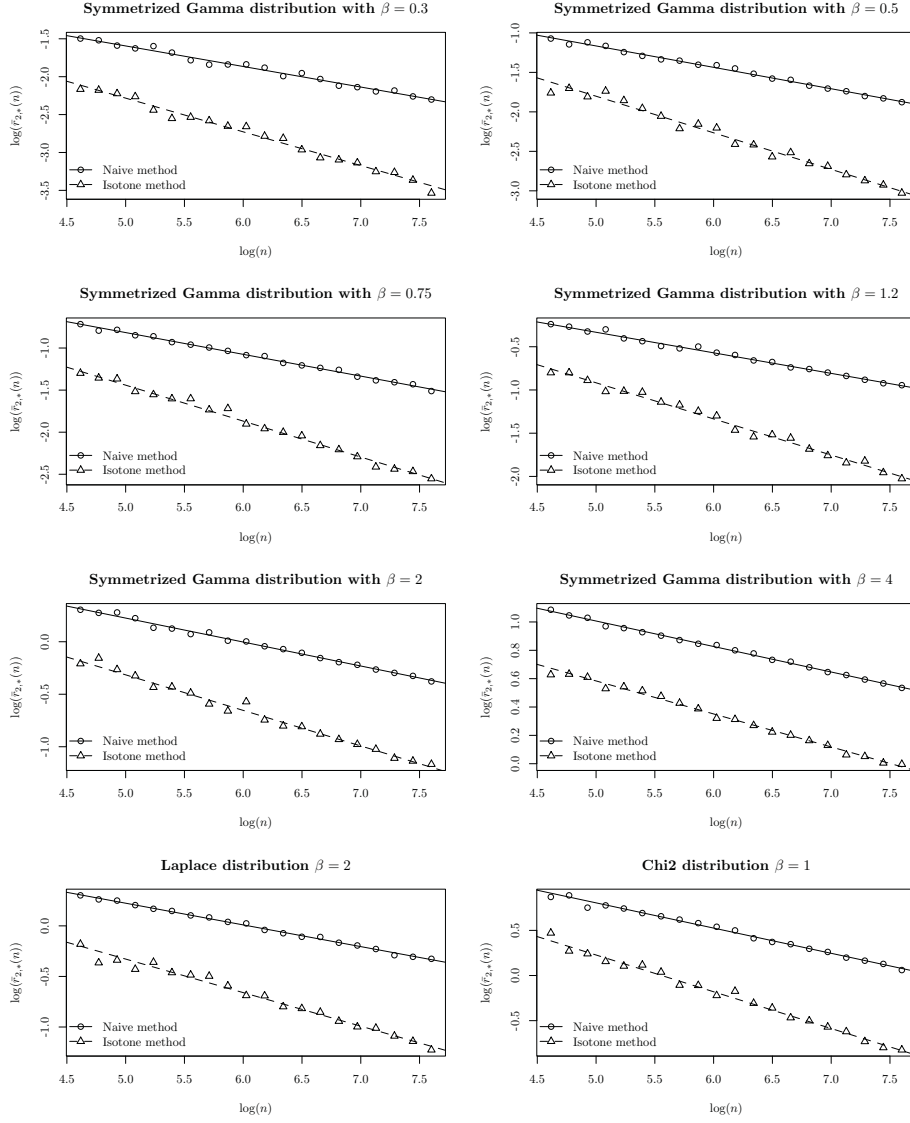 Symmetrized Gamma distribution with β = 0.3
log(r̄₂,*(n))
-1.5
-2.0
-2.5
-3.0
-3.5
Naive method
Isotone method
4.5 5.0 5.5 6.0 6.5 7.0 7.5
log(n)
Symmetrized Gamma distribution with β = 0.5
log(r̄₂,*(n))
-1.0
-1.5
-2.0
-2.5
-3.0
Naive method
Isotone method
4.5 5.0 5.5 6.0 6.5 7.0 7.5
log(n)
Symmetrized Gamma distribution with β = 0.75
log(r̄₂,*(n))
-1.0
-1.5
-2.0
-2.5
Naive method
Isotone method
4.5 5.0 5.5 6.0 6.5 7.0 7.5
log(n)
Symmetrized Gamma distribution with β = 1.2
log(r̄₂,*(n))
-0.5
-1.0
-1.5
-2.0
Naive method
Isotone method
4.5 5.0 5.5 6.0 6.5 7.0 7.5
log(n)
Symmetrized Gamma distribution with β = 2
log(r̄₂,*(n))
0.0
-0.5
-1.0
Naive method
Isotone method
4.5 5.0 5.5 6.0 6.5 7.0 7.5
log(n)
Symmetrized Gamma distribution with β = 4
log(r̄₂,*(n))
1.0
0.8
0.6
0.4
0.2
0.0
Naive method
Isotone method
4.5 5.0 5.5 6.0 6.5 7.0 7.5
log(n)
Laplace distribution β = 2
log(r̄₂,*(n))
0.0
-0.5
-1.0
Naive method
Isotone method
4.5 5.0 5.5 6.0 6.5 7.0 7.5
log(n)
Chi2 distribution β = 1
log(r̄₂,*(n))
0.5
0.0
-0.5
Naive method
Isotone method
4.5 5.0 5.5 6.0 6.5 7.0 7.5
log(n)